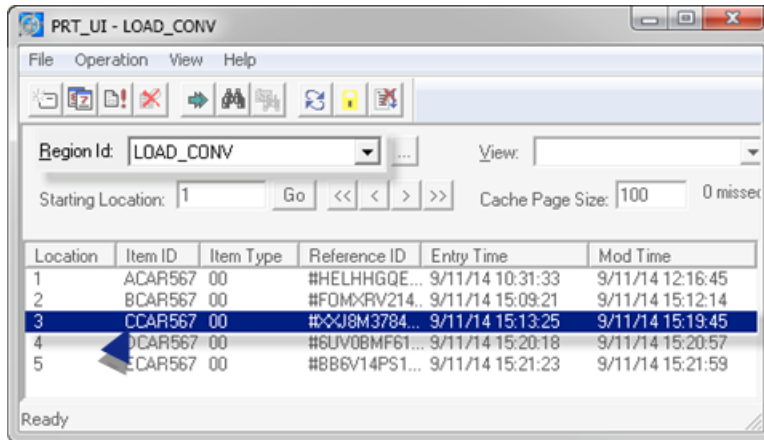 PRT_UI - LOAD_CONV
File Operation View Help
Region Id: LOAD_CONV ... View:
Starting Location: 1 Go << < > >> Cache Page Size: 100 0 missed
Location Item ID Item Type Reference ID Entry Time Mod Time
1 ACAR567 00 #HELHHGQE... 9/11/14 10:31:33 9/11/14 12:16:45
2 BCAR567 00 #FOMXRV214... 9/11/14 15:09:21 9/11/14 15:12:14
3 CCAR567 00 #XXJ8M3784... 9/11/14 15:13:25 9/11/14 15:19:45
4 DCAR567 00 #6UV0BMF61... 9/11/14 15:20:18 9/11/14 15:20:57
5 ECAR567 00 #BB6V14PS1... 9/11/14 15:21:23 9/11/14 15:21:59
Ready